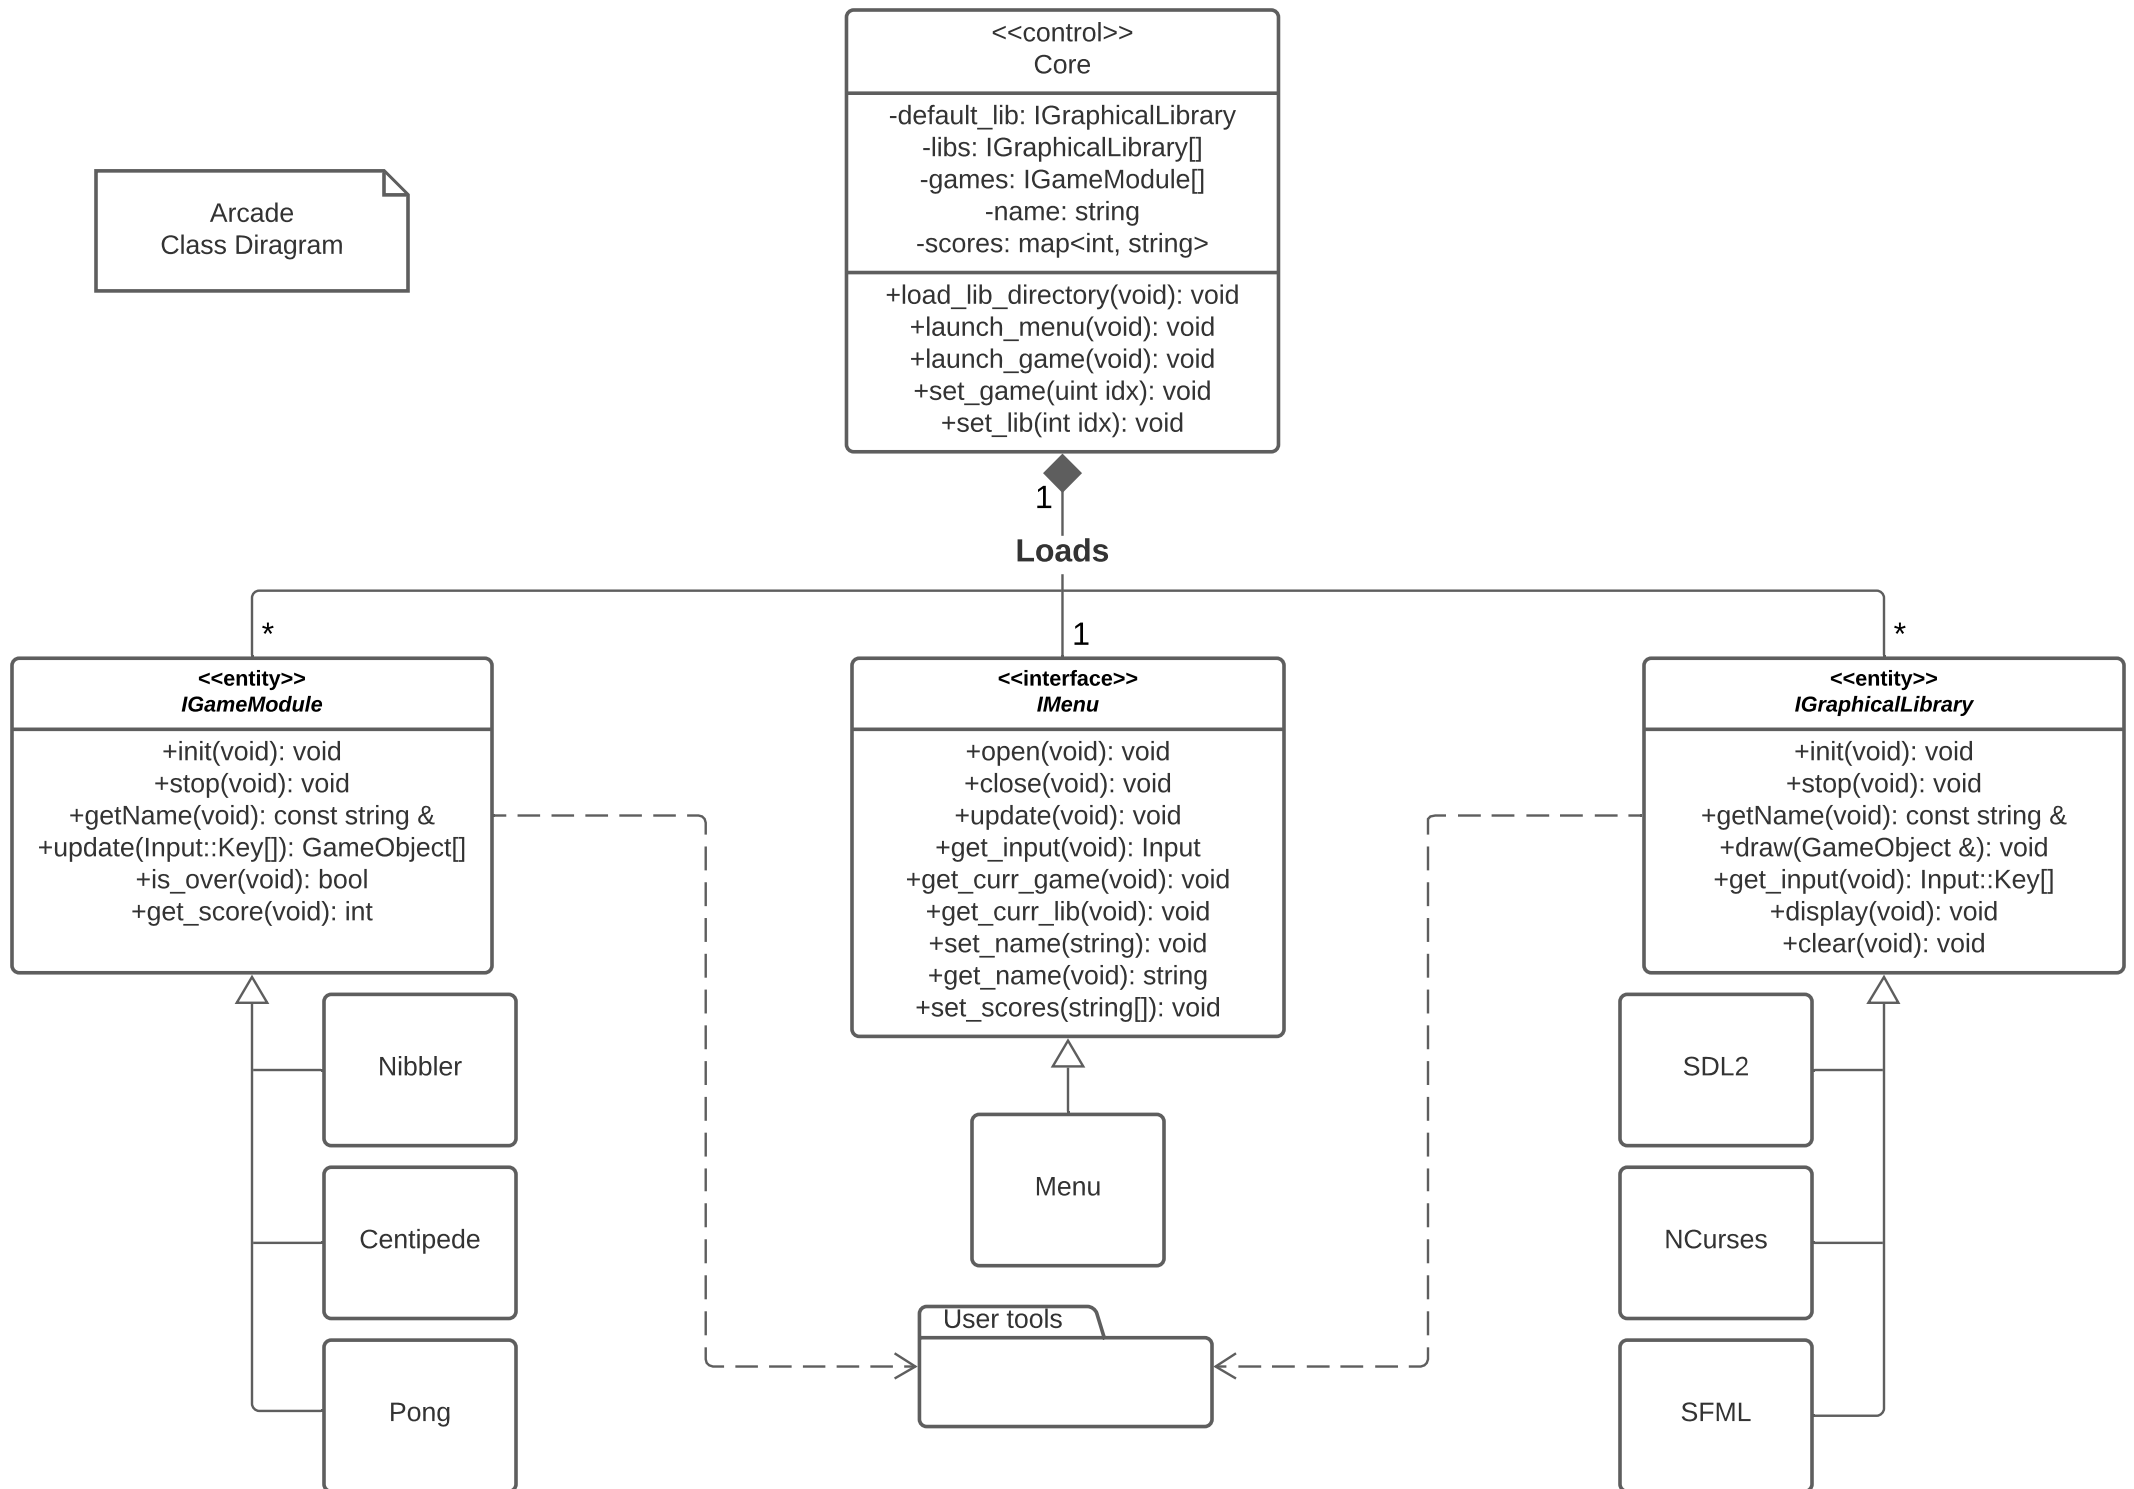 <<control>>
Core
-default_lib: IGraphicalLibrary
-libs: IGraphicalLibrary[]
-games: IGameModule[]
-name: string
-scores: map<int, string>
+load_lib_directory(void): void
+launch_menu(void): void
+launch_game(void): void
+set_game(uint idx): void
+set_lib(int idx): void
Arcade
Class Diragram
1
Loads
*
1
*
<<entity>>
IGameModule
+init(void): void
+stop(void): void
+getName(void): const string &
+update(Input::Key[]): GameObject[]
+is_over(void): bool
+get_score(void): int
<<interface>>
IMenu
+open(void): void
+close(void): void
+update(void): void
+get_input(void): Input
+get_curr_game(void): void
+get_curr_lib(void): void
+set_name(string): void
+get_name(void): string
+set_scores(string[]): void
<<entity>>
IGraphicalLibrary
+init(void): void
+stop(void): void
+getName(void): const string &
+draw(GameObject &): void
+get_input(void): Input::Key[]
+display(void): void
+clear(void): void
Nibbler
Centipede
Pong
Menu
User tools
SDL2
NCurses
SFML